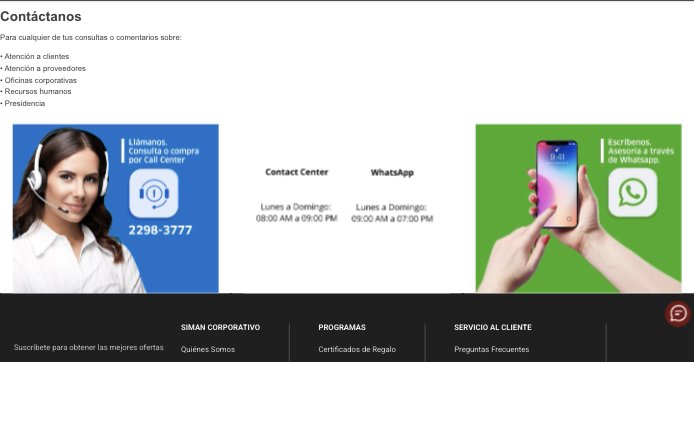 Contáctanos
Para cualquier de tus consultas o comentarios sobre:
• Atención a clientes
• Atención a proveedores
• Oficinas corporativas
• Recursos humanos
• Presidencia
Llámanos.
Consulta o compra
por Call Center
2298-3777
Contact Center
Lunes a Domingo:
08:00 AM a 09:00 PM
WhatsApp
Lunes a Domingo:
09:00 AM a 07:00 PM
Escríbenos.
Asesoría a través
de Whatsapp.
9:41
Suscríbete para obtener las mejores ofertas
SIMAN CORPORATIVO
Quiénes Somos
PROGRAMAS
Certificados de Regalo
SERVICIO AL CLIENTE
Preguntas Frecuentes